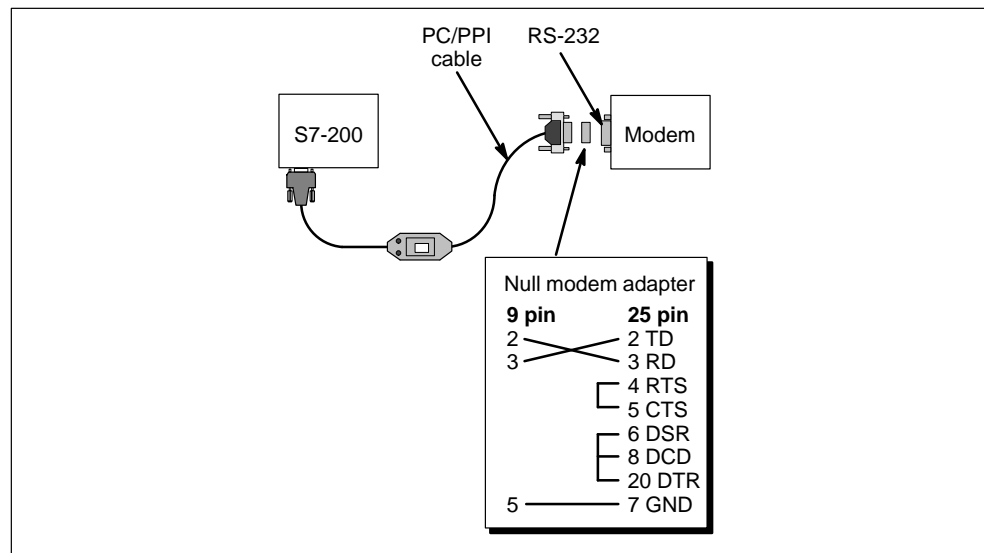 PC/PPI
cable
RS-232
S7-200
Modem
Null modem adapter
9 pin 25 pin
2 2 TD
3 3 RD
4 RTS
5 CTS
6 DSR
8 DCD
20 DTR
5 7 GND